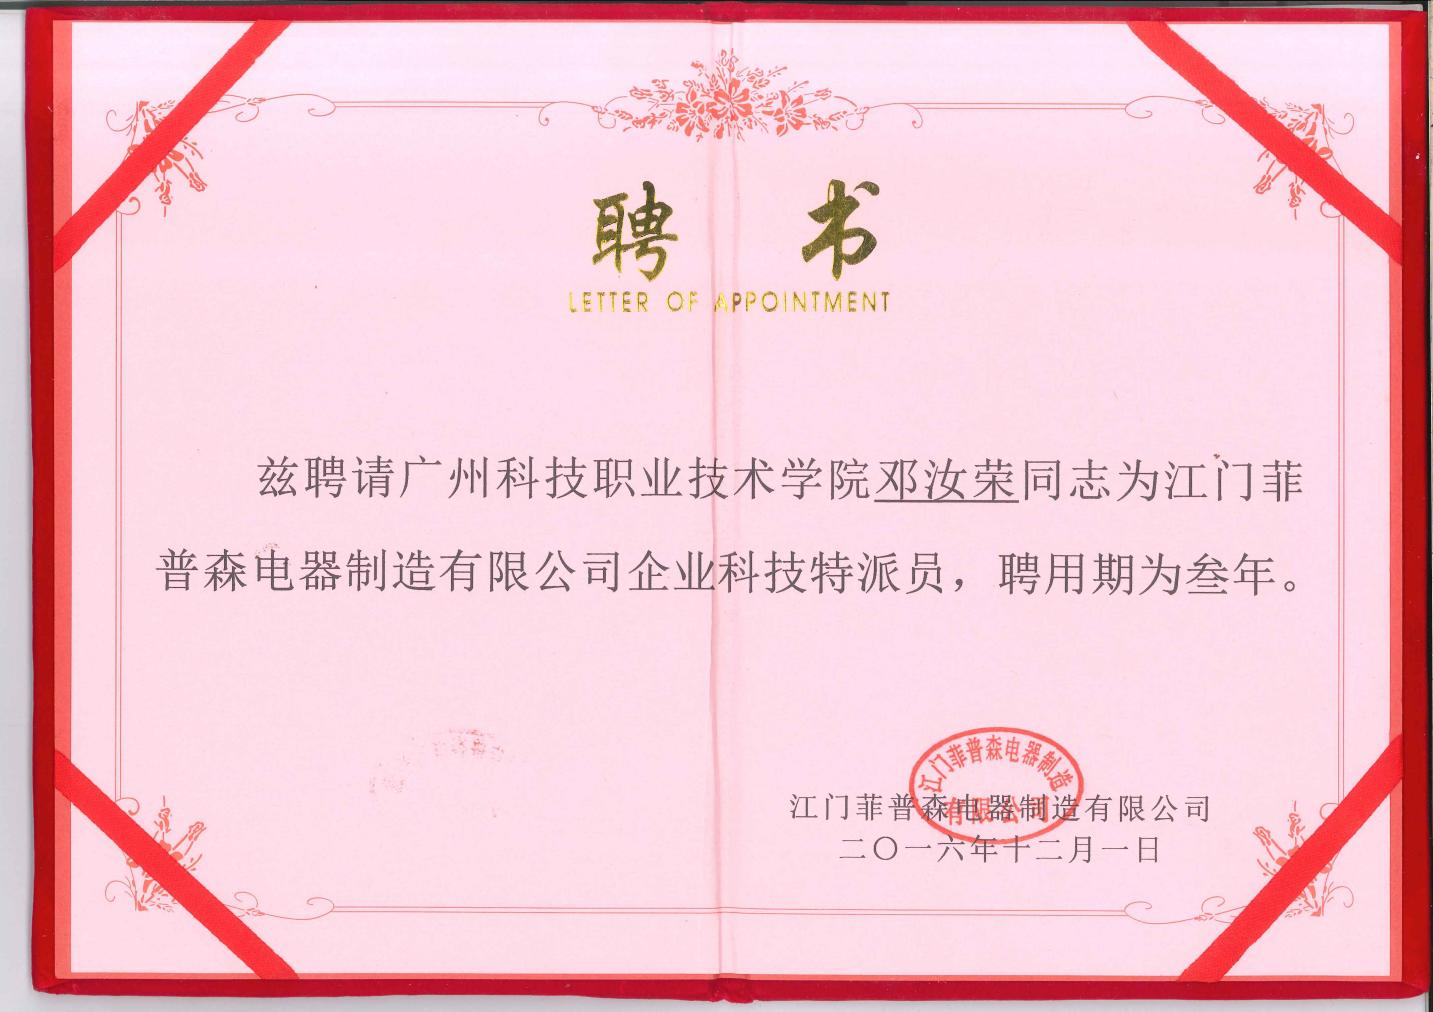 聘书
LETTER OF APPOINTMENT
兹聘请广州科技职业技术学院邓汝荣同志为江门菲
普森电器制造有限公司企业科技特派员，聘用期为叁年。
江门菲普森电器制造
有限公司
江门菲普森电器制造有限公司
二〇一六年十二月一日